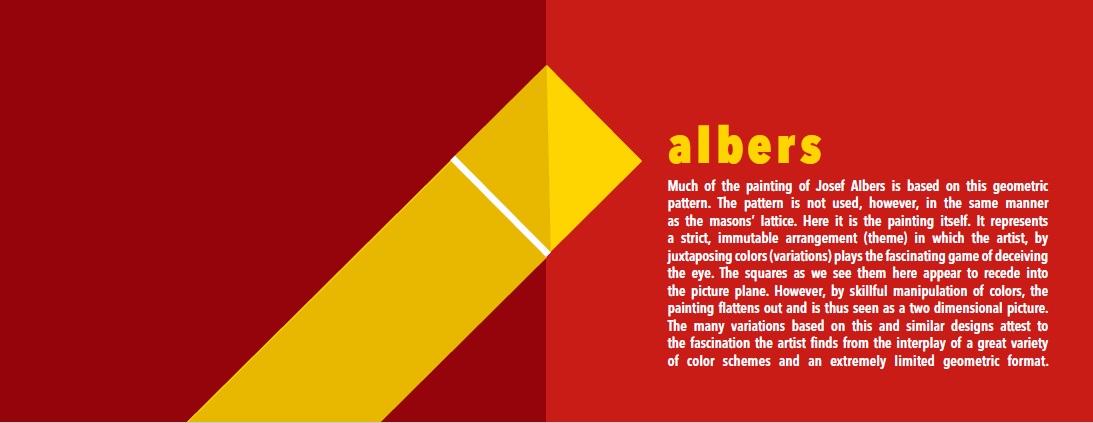 albers
Much of the painting of Josef Albers is based on this geometric
pattern. The pattern is not used, however, in the same manner
as the masons’ lattice. Here it is the painting itself. It represents
a strict, immutable arrangement (theme) in which the artist, by
juxtaposing colors (variations) plays the fascinating game of deceiving
the eye. The squares as we see them here appear to recede into
the picture plane. However, by skillful manipulation of colors, the
painting flattens out and is thus seen as a two dimensional picture.
The many variations based on this and similar designs attest to
the fascination the artist finds from the interplay of a great variety
of color schemes and an extremely limited geometric format.